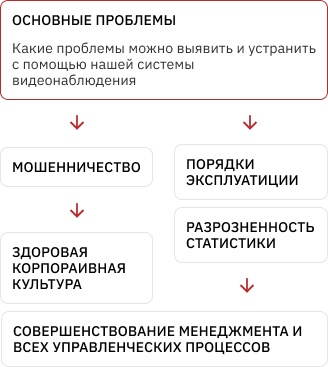 ОСНОВНЫЕ ПРОБЛЕМЫ
Какие проблемы можно выявить и устранить
с помощью нашей системы
видеонаблюдения
МОШЕННИЧЕСТВО
ПОРЯДКИ
ЭКСПЛУАТИЦИИ
РАЗРОЗНЕННОСТЬ
СТАТИСТИКИ
ЗДОРОВАЯ
КОРПОРАИВНАЯ
КУЛЬТУРА
СОВЕРШЕНСТВОВАНИЕ МЕНЕДЖМЕНТА И
ВСЕХ УПРАВЛЕНЧЕСКИХ ПРОЦЕССОВ